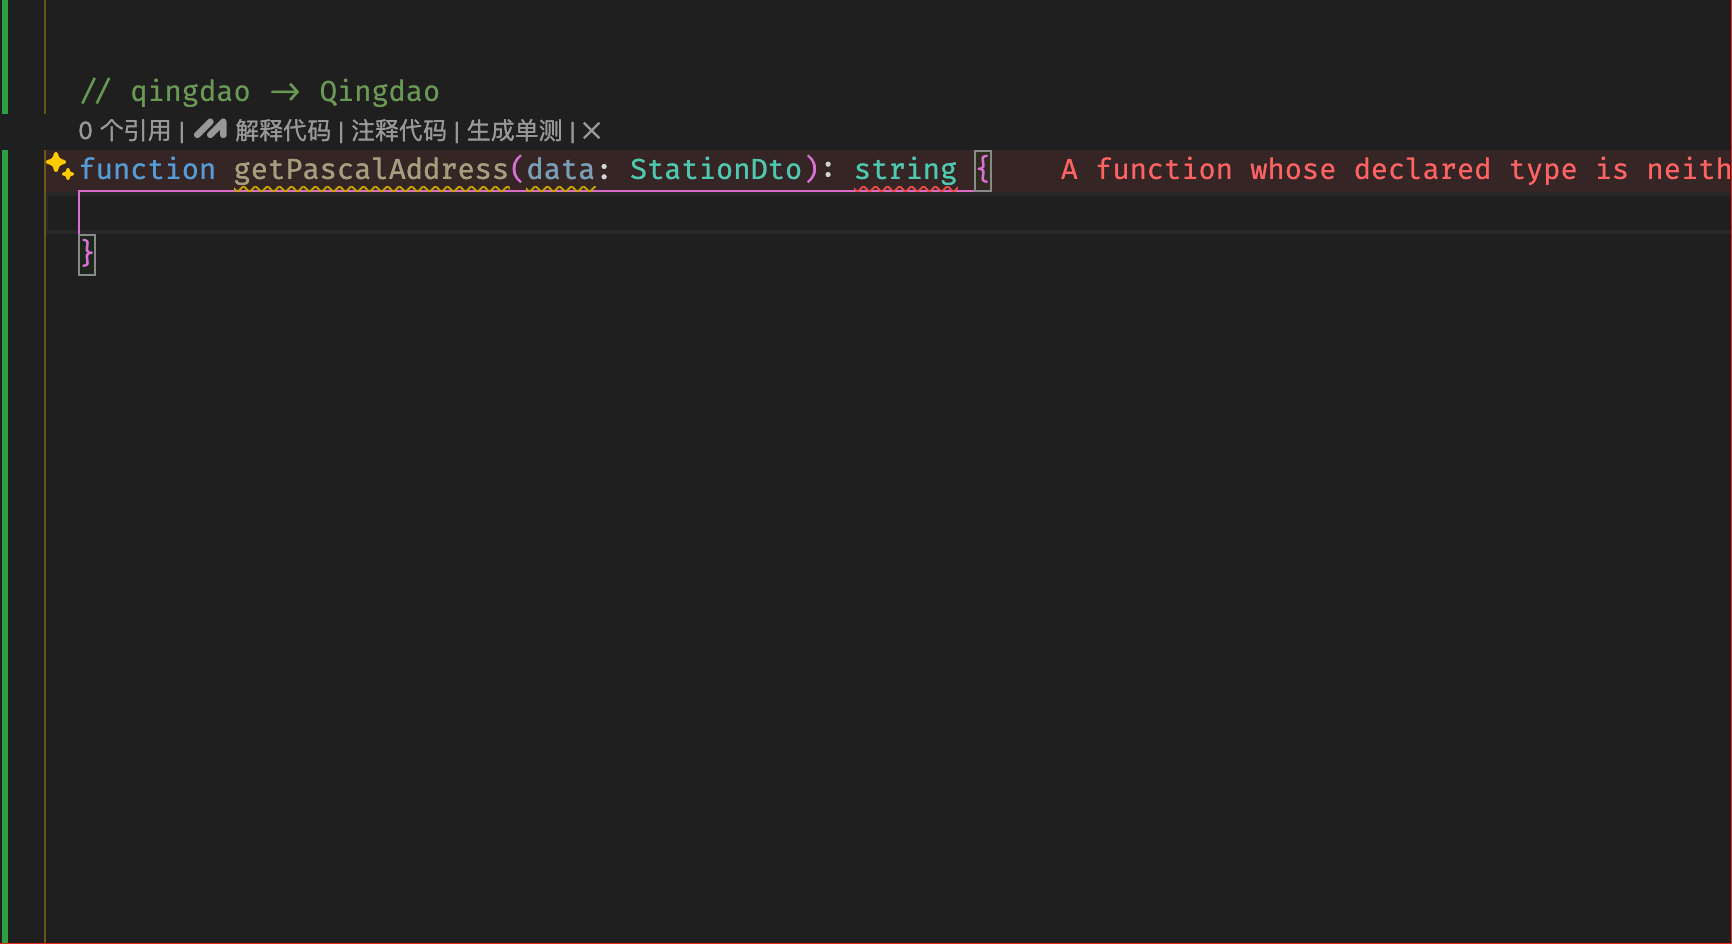 // qingdao -> Qingdao
0 个引用 | 解释代码 | 注释代码 | 生成单测 | ×
function getPascalAddress(data: StationDto): string { A function whose declared type is neith
}